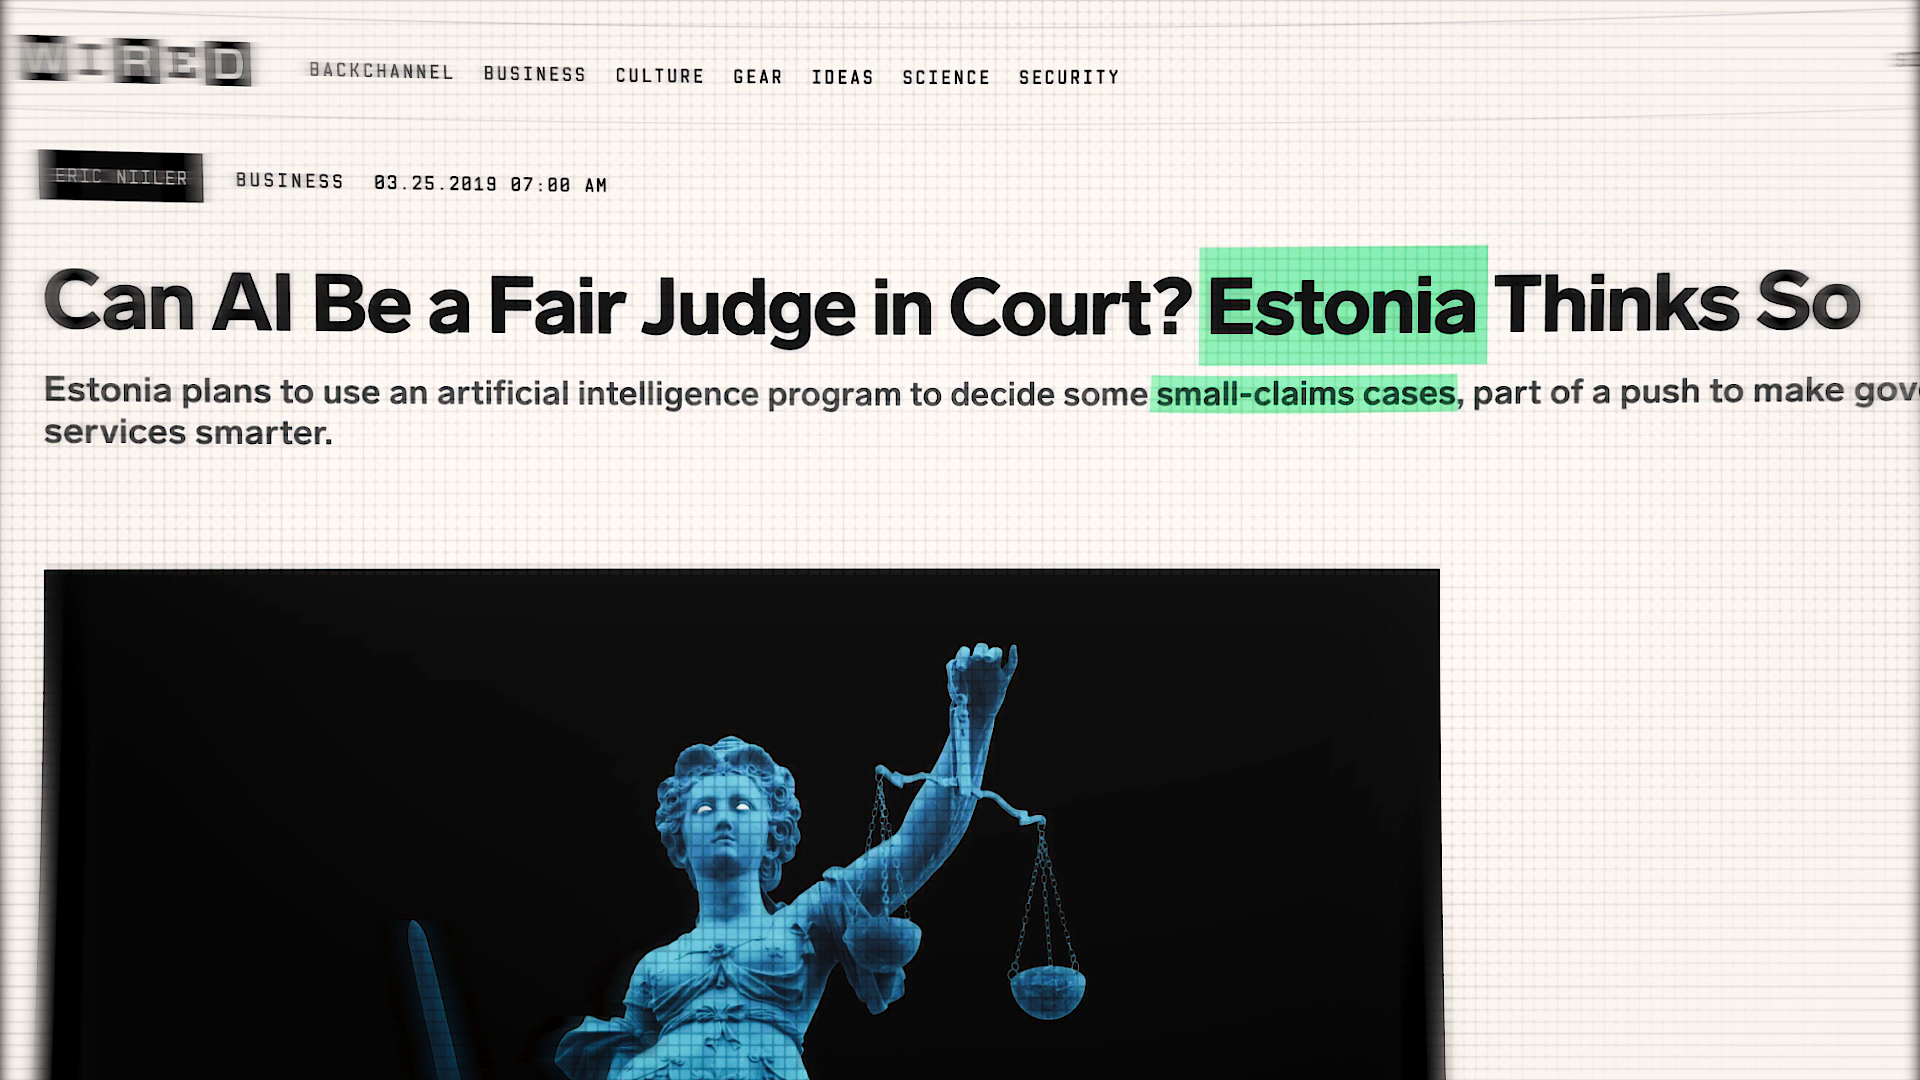 WIRED
BACKCHANNEL BUSINESS CULTURE GEAR IDEAS SCIENCE SECURITY
ERIC NIILER BUSINESS 03.25.2019 07:00 AM
Can AI Be a Fair Judge in Court? Estonia Thinks So
Estonia plans to use an artificial intelligence program to decide some small-claims cases, part of a push to make
services smarter.